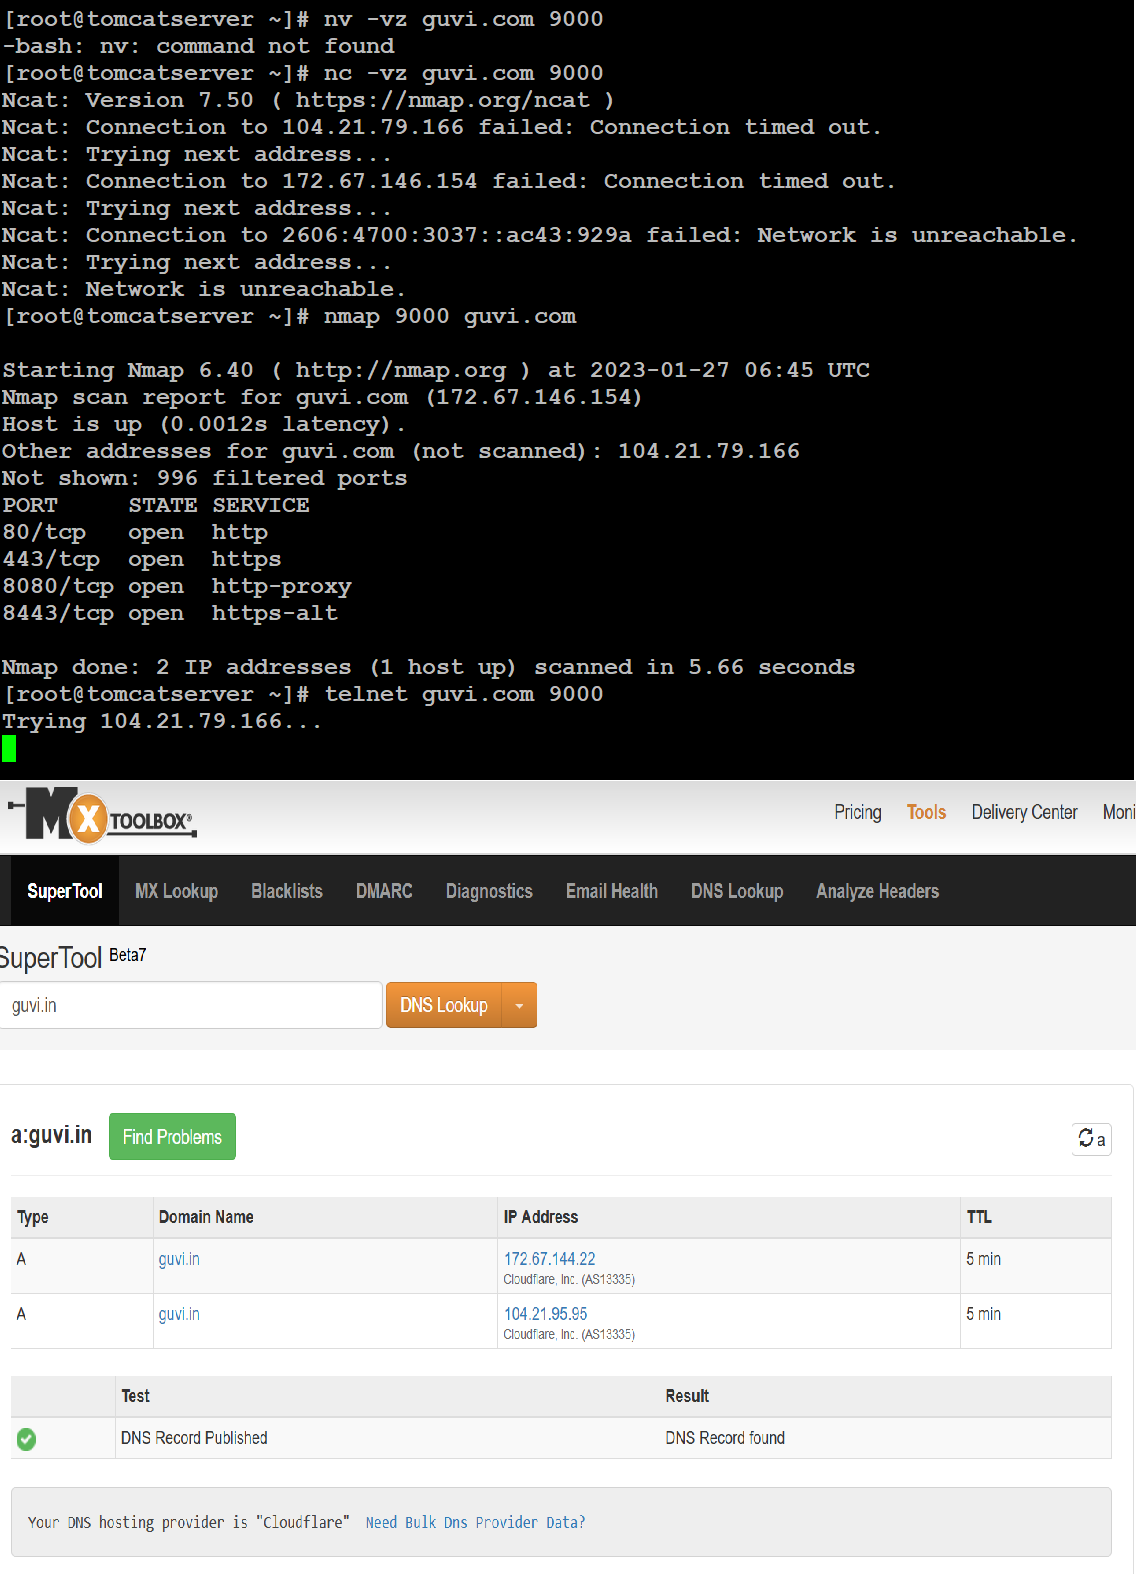 [root@tomcatserver ~]# nv -vz guvi.com 9000
-bash: nv: command not found
[root@tomcatserver ~]# nc -vz guvi.com 9000
Ncat: Version 7.50 ( https://nmap.org/ncat )
Ncat: Connection to 104.21.79.166 failed: Connection timed out.
Ncat: Trying next address...
Ncat: Connection to 172.67.146.154 failed: Connection timed out.
Ncat: Trying next address...
Ncat: Connection to 2606:4700:3037::ac43:929a failed: Network is unreachable.
Ncat: Trying next address...
Ncat: Network is unreachable.
[root@tomcatserver ~]# nmap 9000 guvi.com
Starting Nmap 6.40 ( http://nmap.org ) at 2023-01-27 06:45 UTC
Nmap scan report for guvi.com (172.67.146.154)
Host is up (0.0012s latency).
Other addresses for guvi.com (not scanned): 104.21.79.166
Not shown: 996 filtered ports
PORT STATE SERVICE
80/tcp open http
443/tcp open https
8080/tcp open http-proxy
8443/tcp open https-alt
Nmap done: 2 IP addresses (1 host up) scanned in 5.66 seconds
[root@tomcatserver ~]# telnet guvi.com 9000
Trying 104.21.79.166...
MX TOOLBOX® Pricing Tools Delivery Center Moni
SuperTool MX Lookup Blacklists DMARC Diagnostics Email Health DNS Lookup Analyze Headers
SuperTool Beta7
guvi.in DNS Lookup
a:guvi.in Find Problems a
Type Domain Name IP Address TTL
A guvi.in 172.67.144.22 5 min
Cloudflare, Inc. (AS13335)
A guvi.in 104.21.95.95 5 min
Cloudflare, Inc. (AS13335)
Test Result
DNS Record Published DNS Record found
Your DNS hosting provider is "Cloudflare" Need Bulk Dns Provider Data?